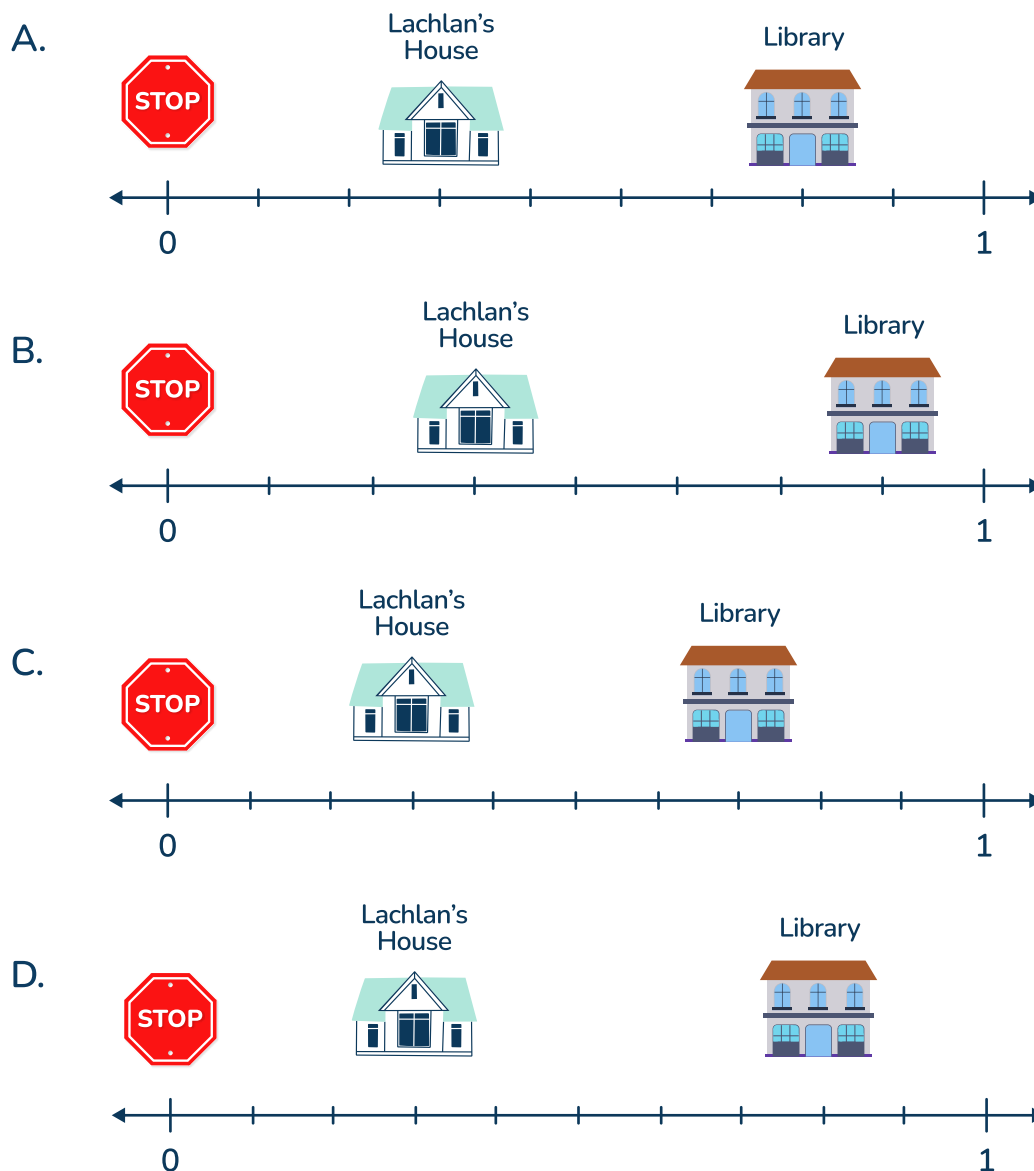 A.
Lachlan's
House
Library
STOP
0 1
B.
Lachlan's
House
Library
STOP
0 1
C.
Lachlan's
House
Library
STOP
0 1
D.
Lachlan's
House
Library
STOP
0 1